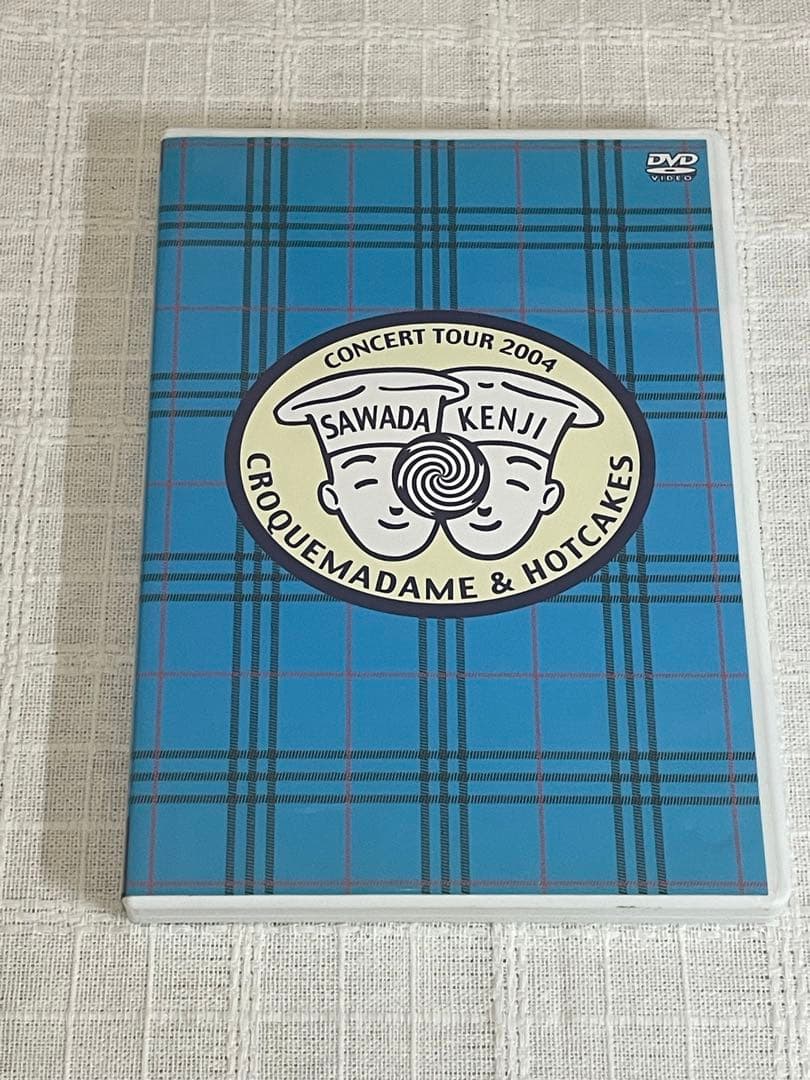 DVD
VIDEO
CONCERT TOUR 2004
SAWADA KENJI
CROQUEMADAME & HOTCAKES